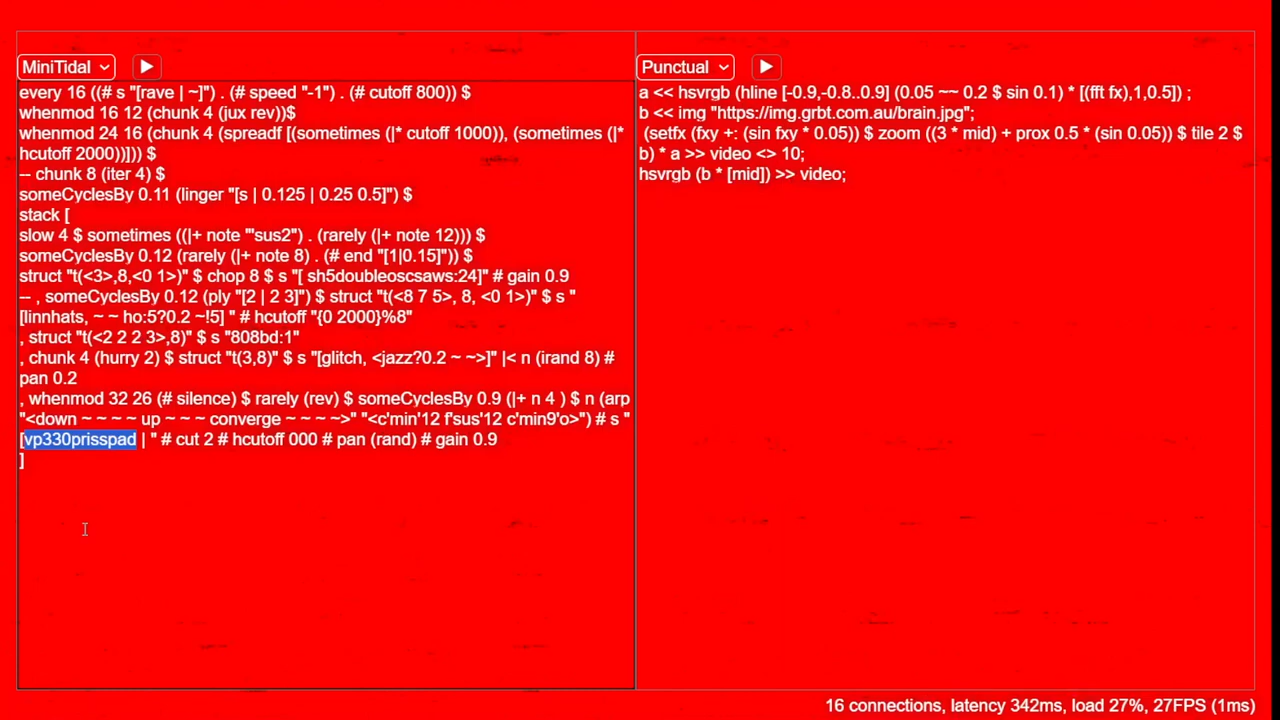 MiniTidal
every 16 ((# s "[rave | ~]") . (# speed "-1") . (# cutoff 800)) $
whenmod 16 12 (chunk 4 (jux rev))$
whenmod 24 16 (chunk 4 (spreadf [(sometimes (|* cutoff 1000)), (sometimes (|*
hcutoff 2000))])) $
-- chunk 8 (iter 4) $
someCyclesBy 0.11 (linger "[s | 0.125 | 0.25 0.5]") $
stack [
slow 4 $ sometimes ((|+ note "'sus2") . (rarely (|+ note 12))) $
someCyclesBy 0.12 (rarely (|+ note 8) . (# end "[1|0.15]")) $
struct "t(<3>,8,<0 1>)" $ chop 8 $ s "[ sh5doubleoscsaws:24]" # gain 0.9
-- , someCyclesBy 0.12 (ply "[2 | 2 3]") $ struct "t(<8 7 5>, 8, <0 1>)" $ s "
[linnhats, ~ ~ ho:5?0.2 ~!5] " # hcutoff "{0 2000}%8"
, struct "t(<2 2 2 3>,8)" $ s "808bd:1"
, chunk 4 (hurry 2) $ struct "t(3,8)" $ s "[glitch, <jazz?0.2 ~ ~>]" |< n (irand 8) #
pan 0.2
, whenmod 32 26 (# silence) $ rarely (rev) $ someCyclesBy 0.9 (|+ n 4 ) $ n (arp
"<down ~ ~ ~ ~ up ~ ~ ~ converge ~ ~ ~ ~>" "<c'min'12 f'sus'12 c'min9'o>") # s "
[vp330prisspad | " # cut 2 # hcutoff 000 # pan (rand) # gain 0.9
]
Punctual
a << hsvrgb (hline [-0.9,-0.8..0.9] (0.05 ~~ 0.2 $ sin 0.1) * [(fft fx),1,0.5]) ;
b << img "https://img.grbt.com.au/brain.jpg";
(setfx (fxy +: (sin fxy * 0.05)) $ zoom ((3 * mid) + prox 0.5 * (sin 0.05)) $ tile 2 $
b) * a >> video <> 10;
hsvrgb (b * [mid]) >> video;
16 connections, latency 342ms, load 27%, 27FPS (1ms)